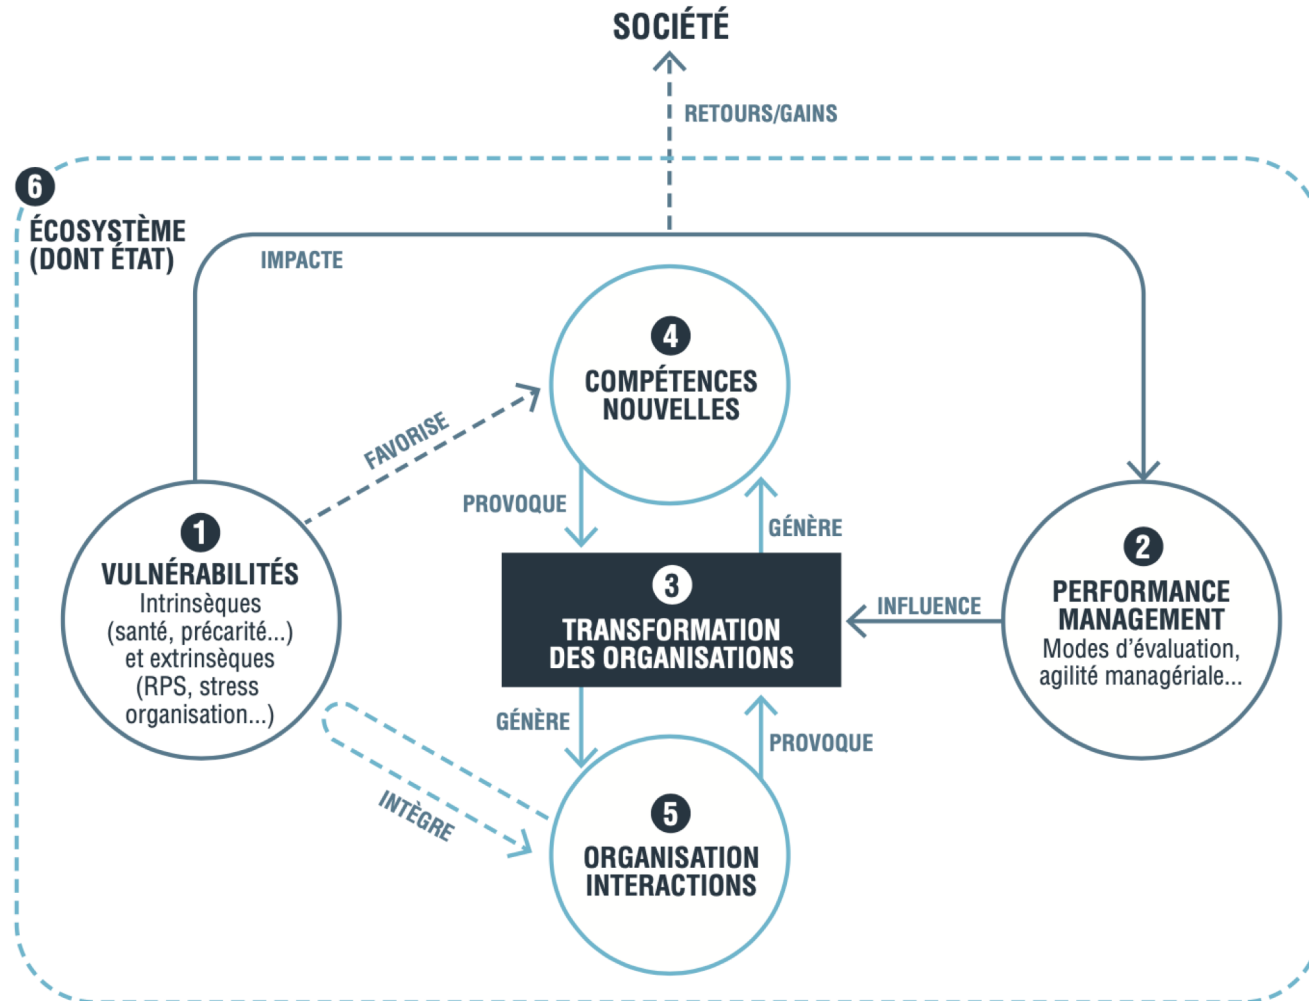 SOCIÉTÉ
RETOURS/GAINS
6
ÉCOSYSTÈME
(DONT ÉTAT)
IMPACTE
4
COMPÉTENCES
NOUVELLES
FAVORISE
PROVOQUE
GÉNÈRE
1
VULNÉRABILITÉS
Intrinsèques
(santé, précarité...)
et extrinsèques
(RPS, stress
organisation...)
3
TRANSFORMATION
DES ORGANISATIONS
INFLUENCE
2
PERFORMANCE
MANAGEMENT
Modes d’évaluation,
agilité managériale...
GÉNÈRE
PROVOQUE
INTÈGRE
5
ORGANISATION
INTERACTIONS